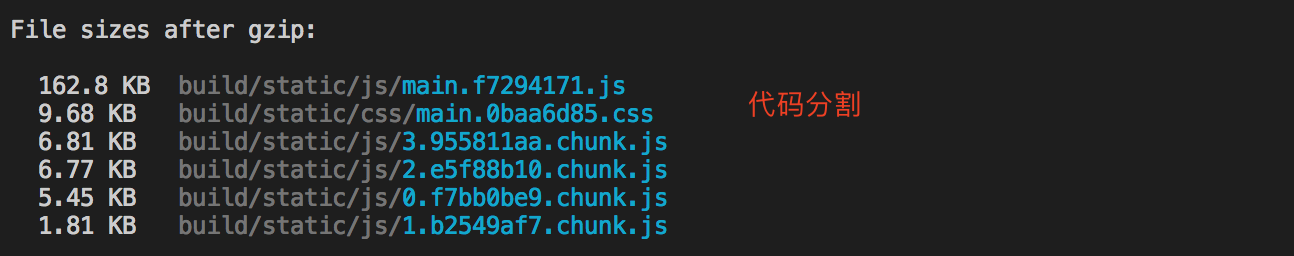 File sizes after gzip:
162.8 KB build/static/js/main.f7294171.js
9.68 KB build/static/css/main.0baa6d85.css
代码分割
6.81 KB build/static/js/3.955811aa.chunk.js
6.77 KB build/static/js/2.e5f88b10.chunk.js
5.45 KB build/static/js/0.f7bb0be9.chunk.js
1.81 KB build/static/js/1.b2549af7.chunk.js